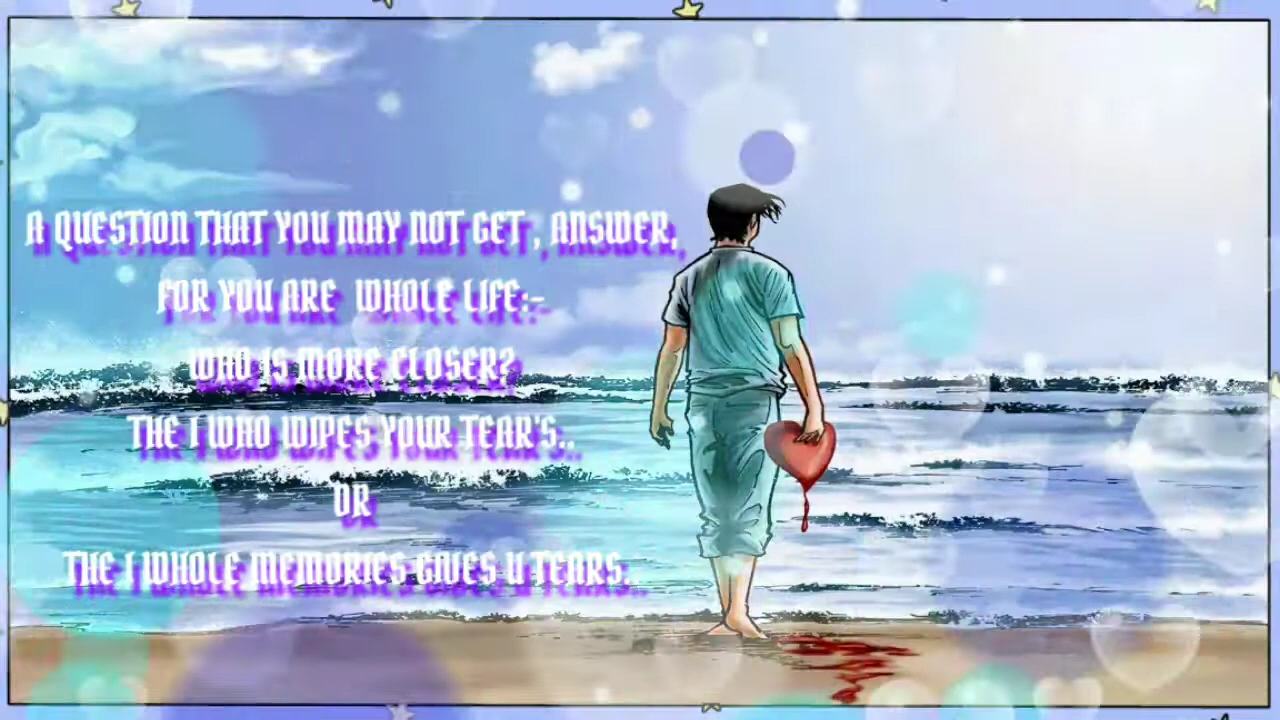 A QUESTION THAT YOU MAY NOT GET , ANSWER,
FOR YOU ARE WHOLE LIFE:-
WHO IS MORE CLOSER?
THE 1 WHO WIPES YOUR TEAR'S..
OR
THE 1 WHOLE MEMORIES GIVES U TEARS..